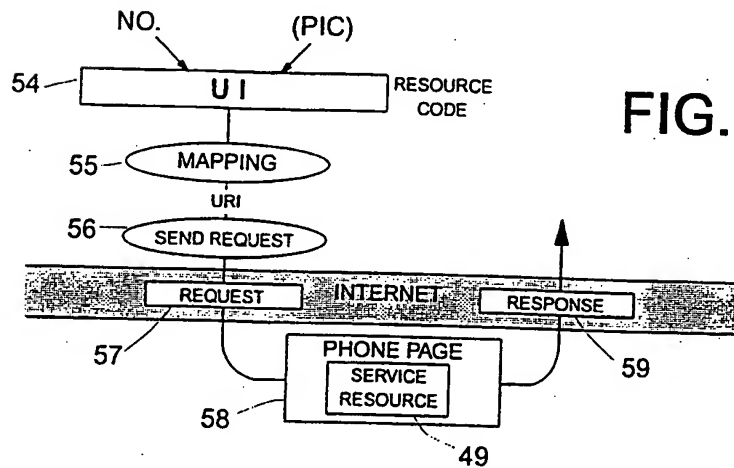 NO.
(PIC)
54
U I
RESOURCE
CODE
FIG.
55
MAPPING
URI
56
SEND REQUEST
REQUEST
INTERNET
RESPONSE
57
PHONE PAGE
59
SERVICE
RESOURCE
58
49